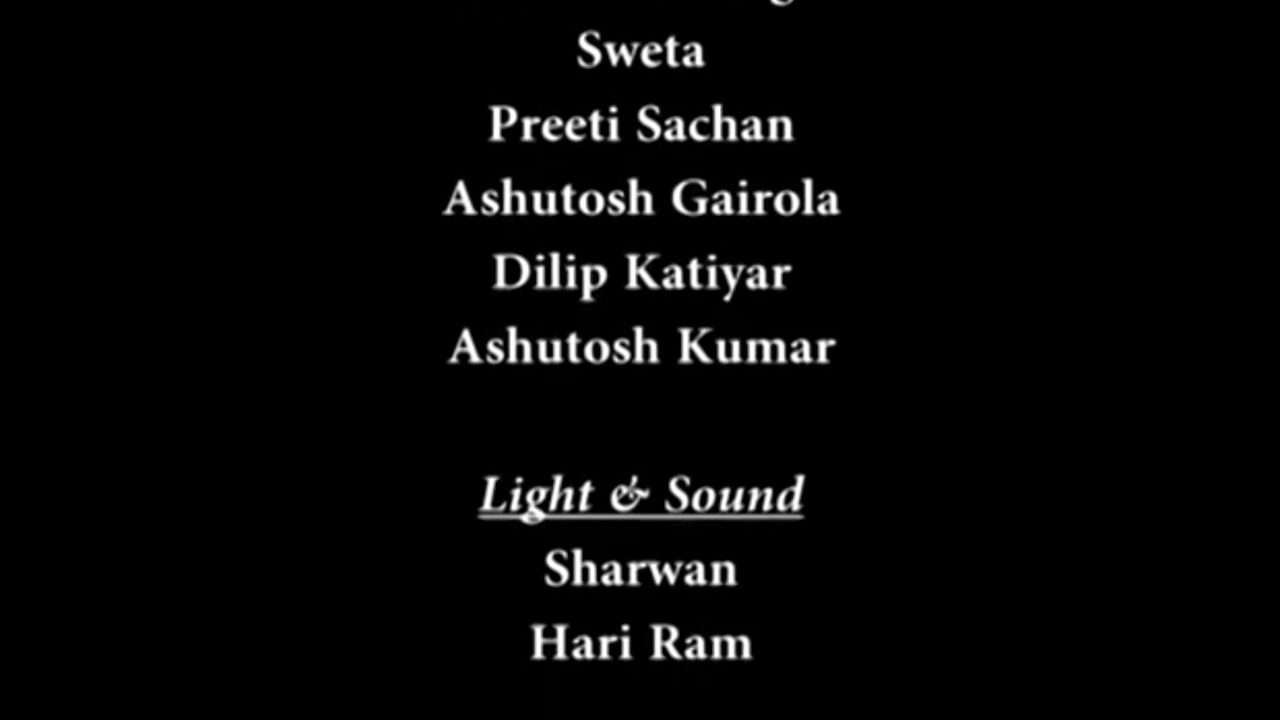 Sweta
Preeti Sachan
Ashutosh Gairola
Dilip Katiyar
Ashutosh Kumar
Light & Sound
Sharwan
Hari Ram